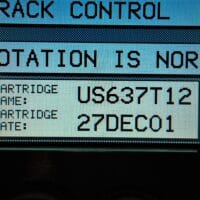 RACK CONTROL
OTATION IS NOR
ARTRIDGE
AME:
US637T12
ARTRIDGE
ATE:
27DEC01